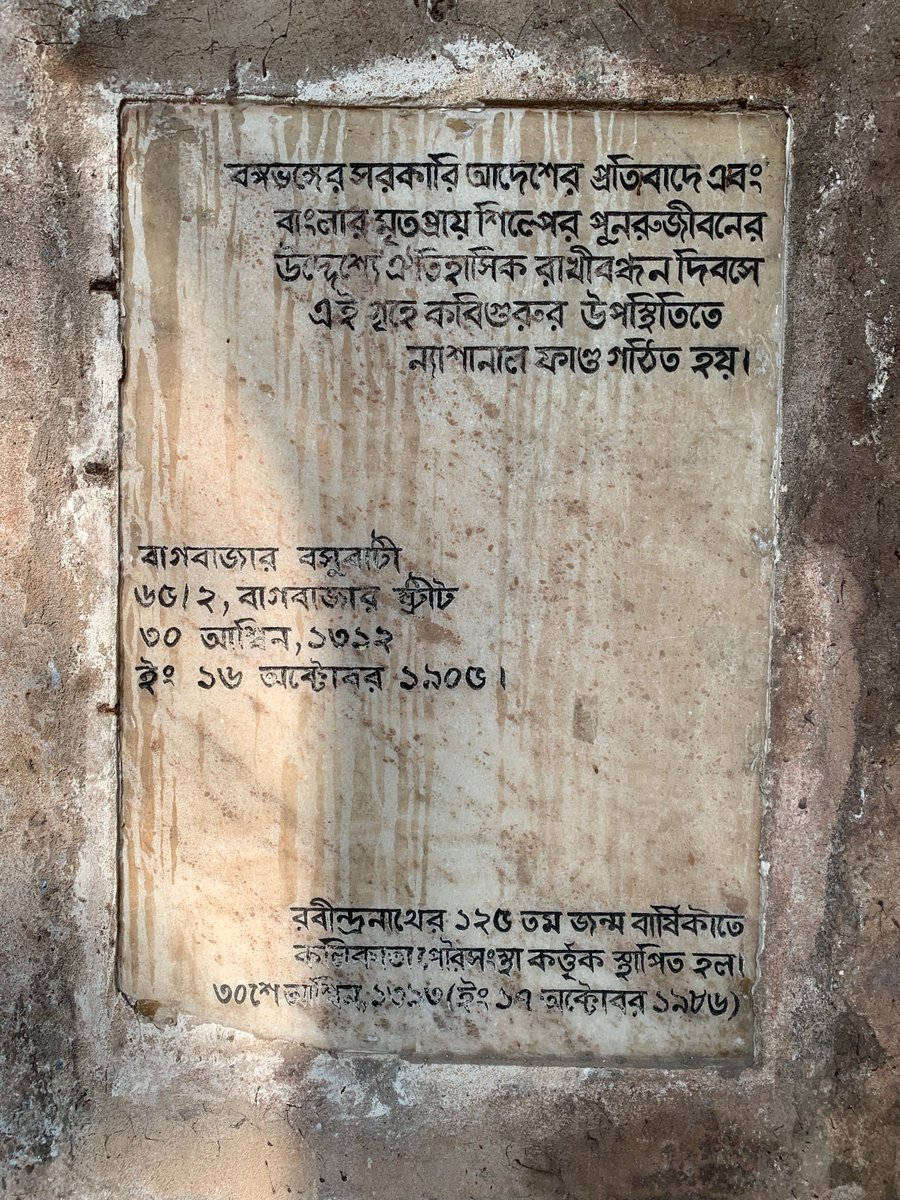 বঙ্গভঙ্গের সরকারি আদেশের প্রতিবাদে এবং
বাংলার মৃতপ্রায় শিল্পের পুনরুজীবনের
উদ্দেশ্যে ঐতিহাসিক রাখীবন্ধন দিবসে
এই গৃহে কবিগুরুর উপস্থিতিতে
ন্যাশানাল ফাণ্ড গঠিত হয়।
বাগবাজার বসুবাটী
৬৫।২, বাগবাজার স্ট্রীট
৩০ আশ্বিন, ১৩১২
ইং ১৬ অক্টোবর ১৯০৫।
রবীন্দ্রনাথের ১২৫ তম জন্ম বার্ষিকীতে
কলিকাতা পৌরসংস্থা কর্তৃক স্থাপিত হল।
৩০শে আশ্বিন, ১৩৯৩ (ইং ১৭ অক্টোবর ১৯৮৬)